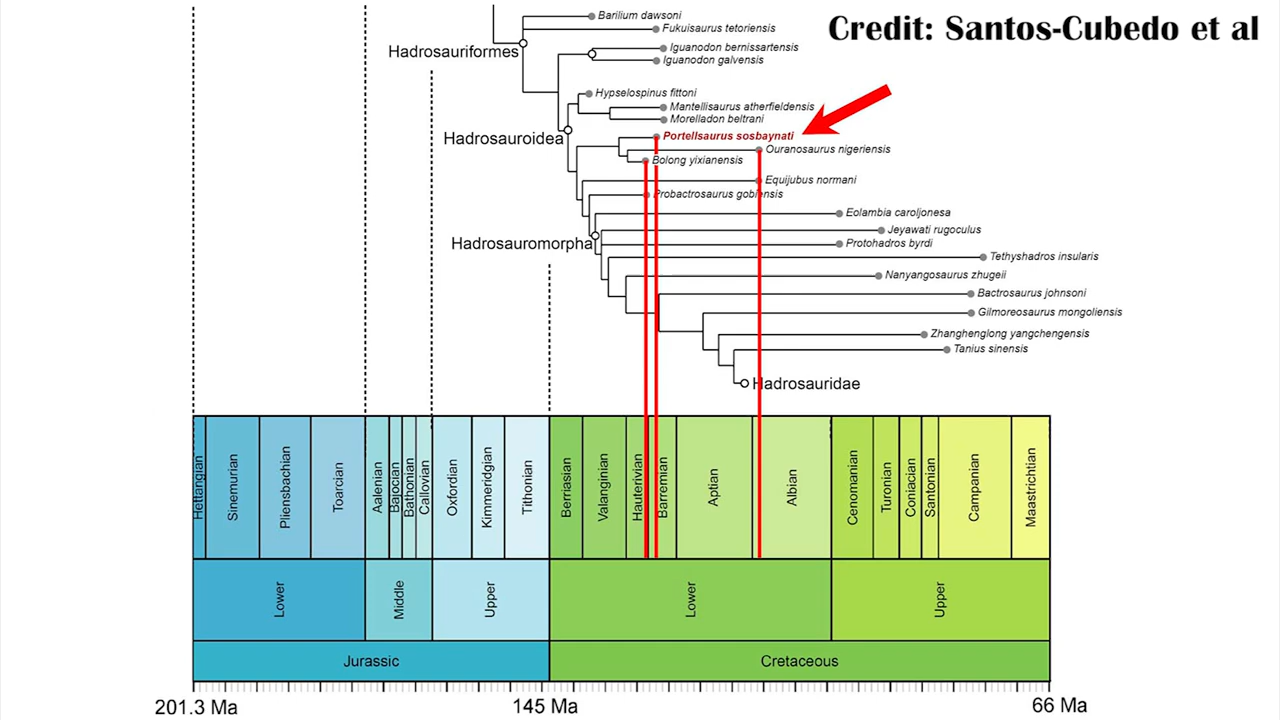 Credit: Santos-Cubedo et al
Barilium dawsoni
Fukuisaurus tetoriensis
Hadrosauriformes
Iguanodon bernissartensis
Iguanodon galvensis
Hypselospinus fittoni
Mantellisaurus atherfieldensis
Morelladon beltrani
Hadrosauroidea
Portellsaurus sosbaynati
Ouranosaurus nigeriensis
Bolong yixianensis
Equijubus normani
Probactrosaurus gobiensis
Eolambia caroljonesa
Jeyawati rugoculus
Hadrosauromorpha
Protohadros byrdi
Tethyshadros insularis
Nanyangosaurus zhugeii
Bactrosaurus johnsoni
Gilmoreosaurus mongoliensis
Zhanghenglong yangchengensis
Tanius sinensis
Hadrosauridae
Hettangian
Sinemurian
Pliensbachian
Toarcian
Aalenian
Bajocian
Bathonian
Callovian
Oxfordian
Kimmeridgian
Tithonian
Berriasian
Valanginian
Hauterivian
Barremian
Aptian
Albian
Cenomanian
Turonian
Coniacian
Santonian
Campanian
Maastrichtian
Lower
Middle
Upper
Lower
Upper
Jurassic
Cretaceous
201.3 Ma
145 Ma
66 Ma